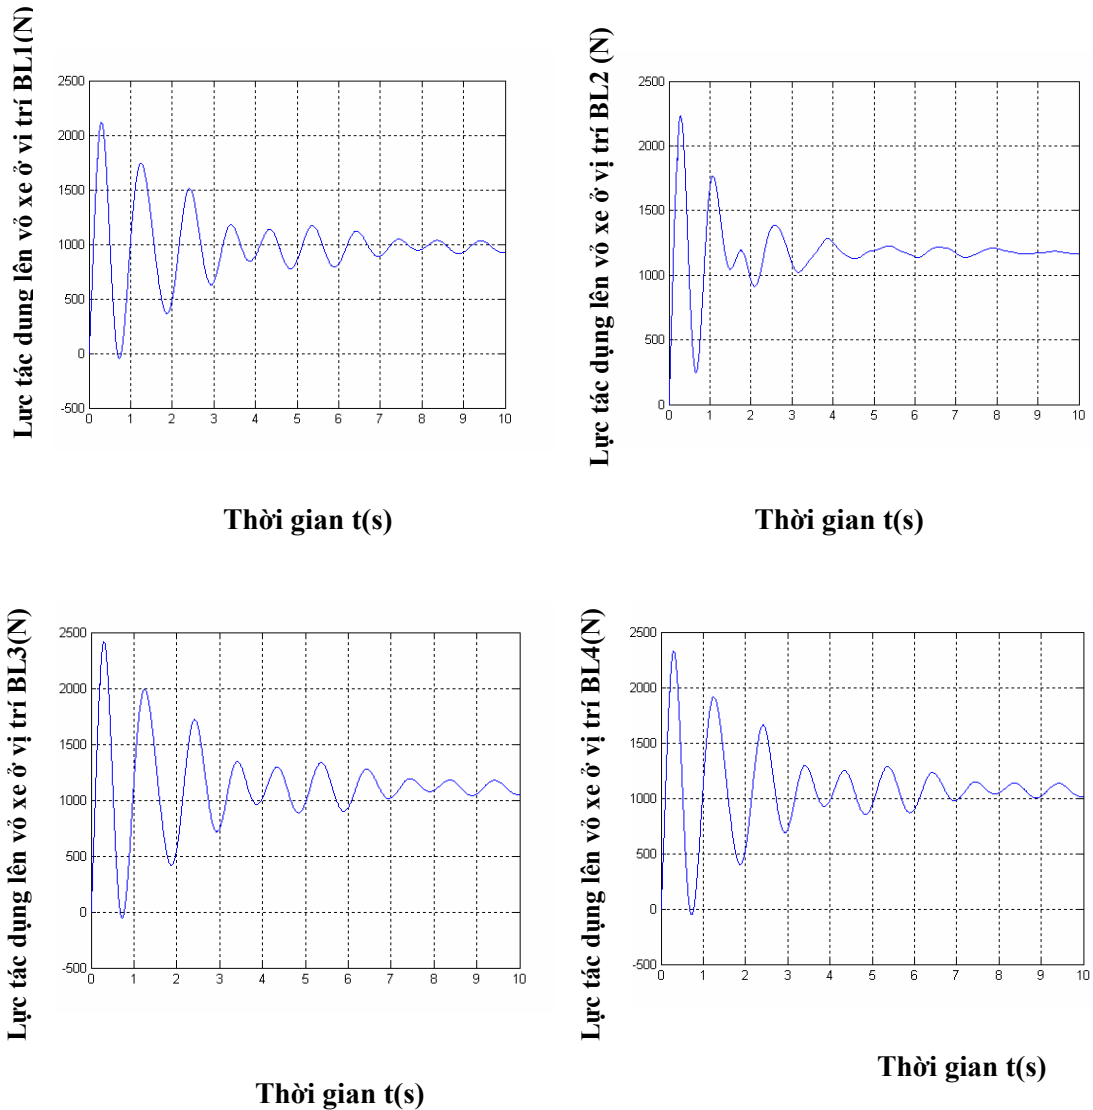 Lưc tác dung lên vỏ xe ở vi trí BL1(N)
2500
2000
1500
1000
500
0
-500
0 1 2 3 4 5 6 7 8 9 10
Thời gian t(s)
Lực tác dụng lên vỏ xe ở vị trí BL2 (N)
2500
2000
1500
1000
500
0
0 1 2 3 4 5 6 7 8 9 10
Thời gian t(s)
Lực tác dụng lên vỏ xe ở vị trí BL3(N)
2500
2000
1500
1000
500
0
-500
0 1 2 3 4 5 6 7 8 9 10
Thời gian t(s)
Lực tác dụng lên vỏ xe ở vị trí BL4(N)
2500
2000
1500
1000
500
0
-500
0 1 2 3 4 5 6 7 8 9 10
Thời gian t(s)